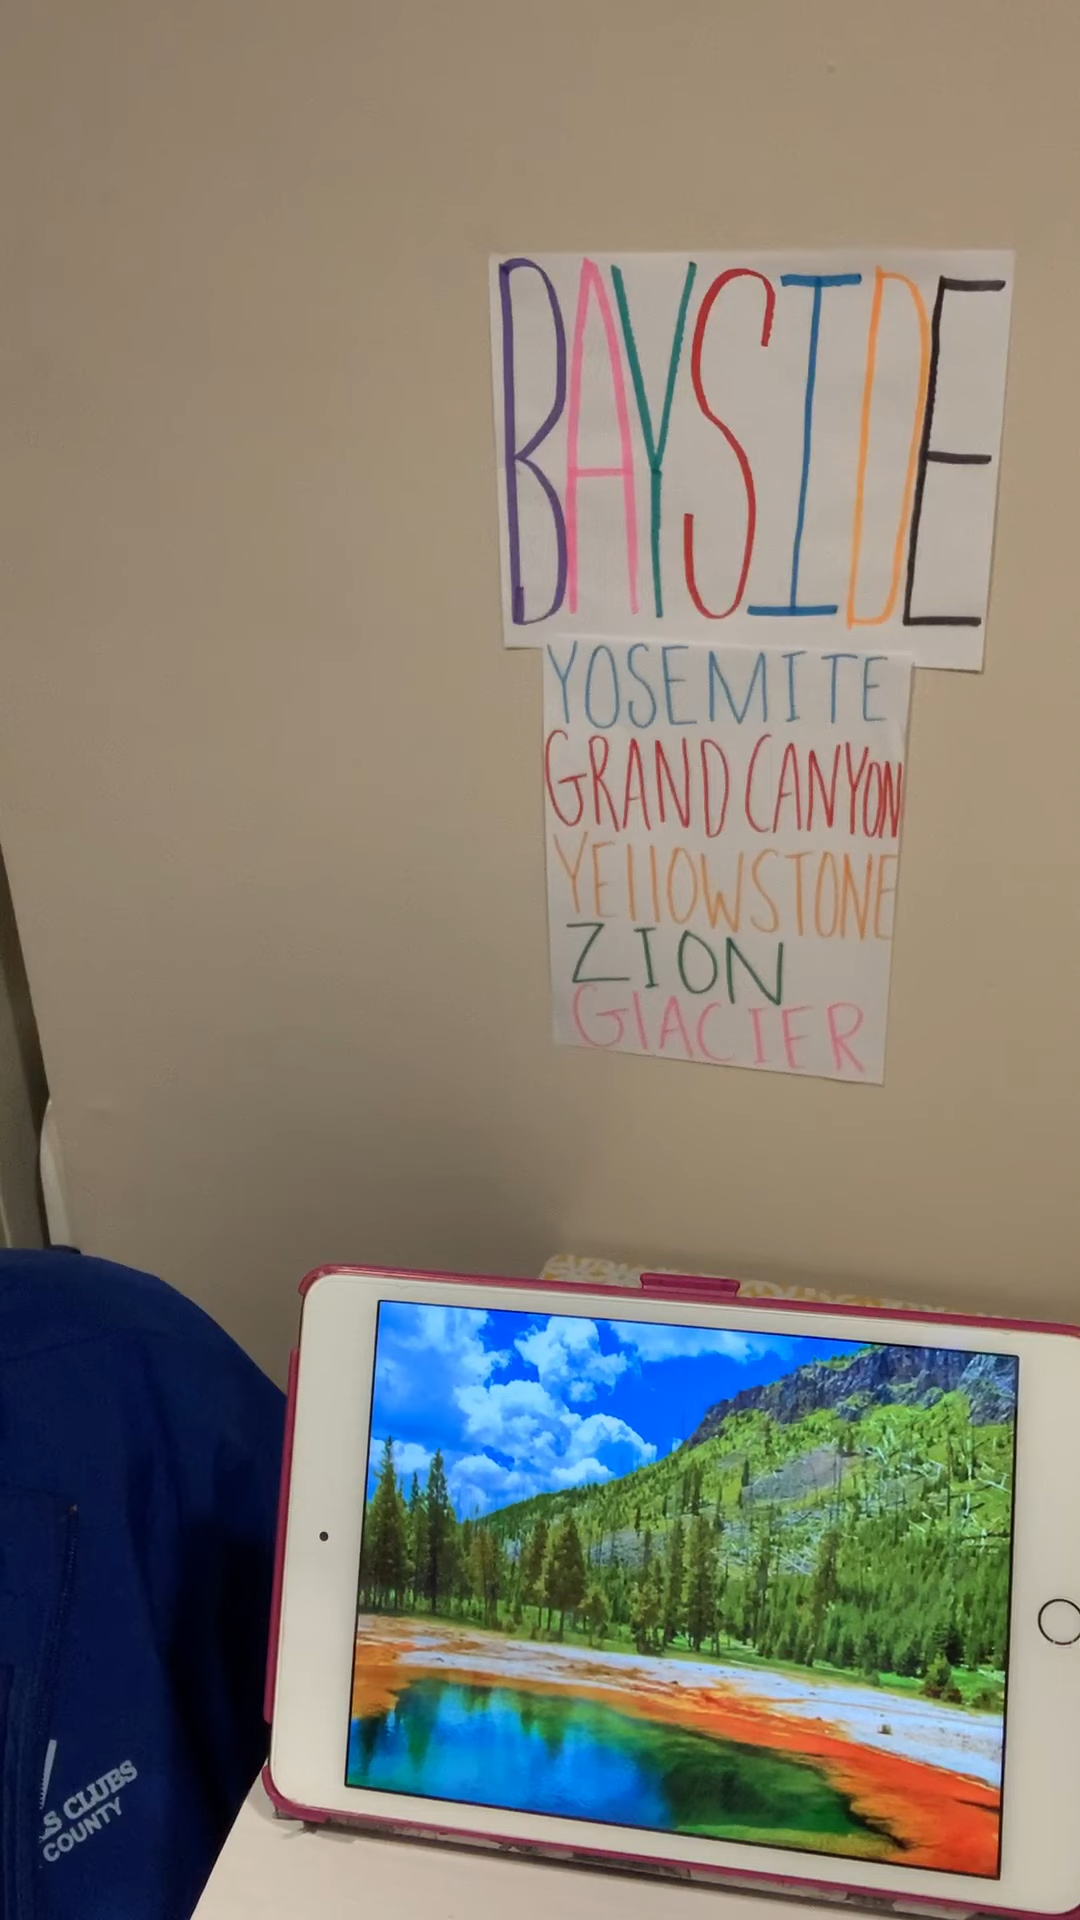 BAYSIDE
YOSEMITE
GRAND CANYON
YEllOWSTONE
ZION
GlACIER
S CLUBS
COUNTY